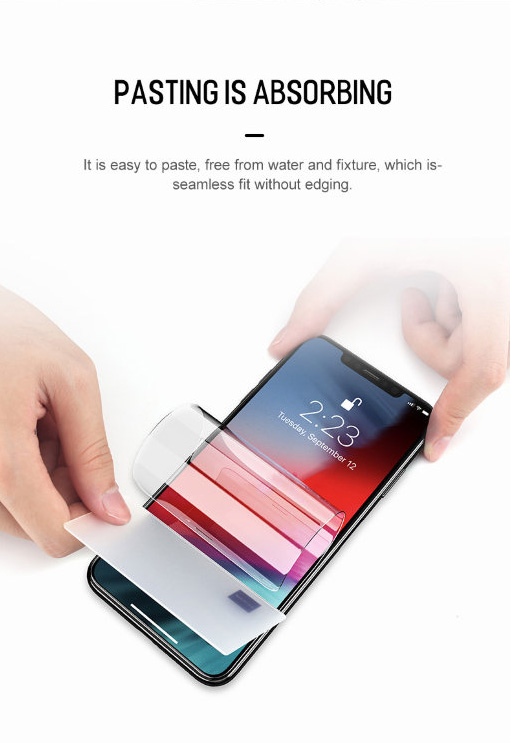 PASTING IS ABSORBING
It is easy to paste, free from water and fixture, which is-
seamless fit without edging.
2:23
Tuesday, September 12